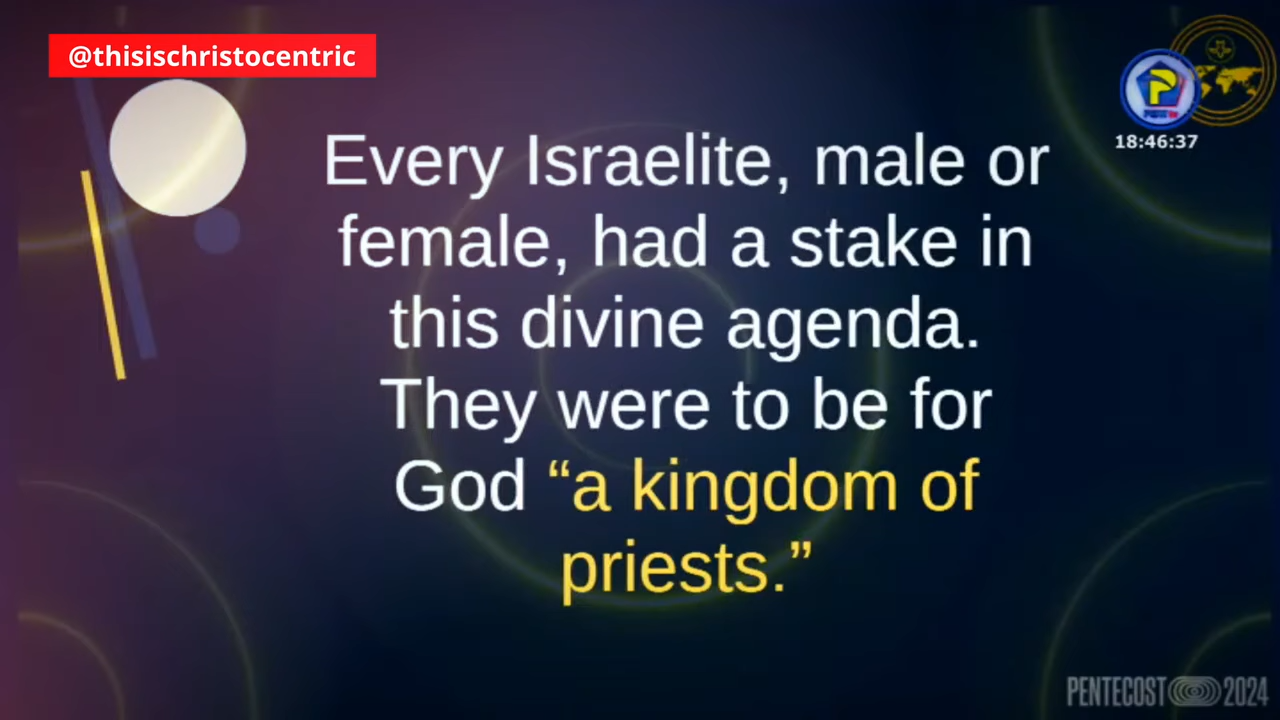 @thisischristocentric
18:46:37
Every Israelite, male or
female, had a stake in
this divine agenda.
They were to be for
God “a kingdom of
priests.”
PENTECOST 2024